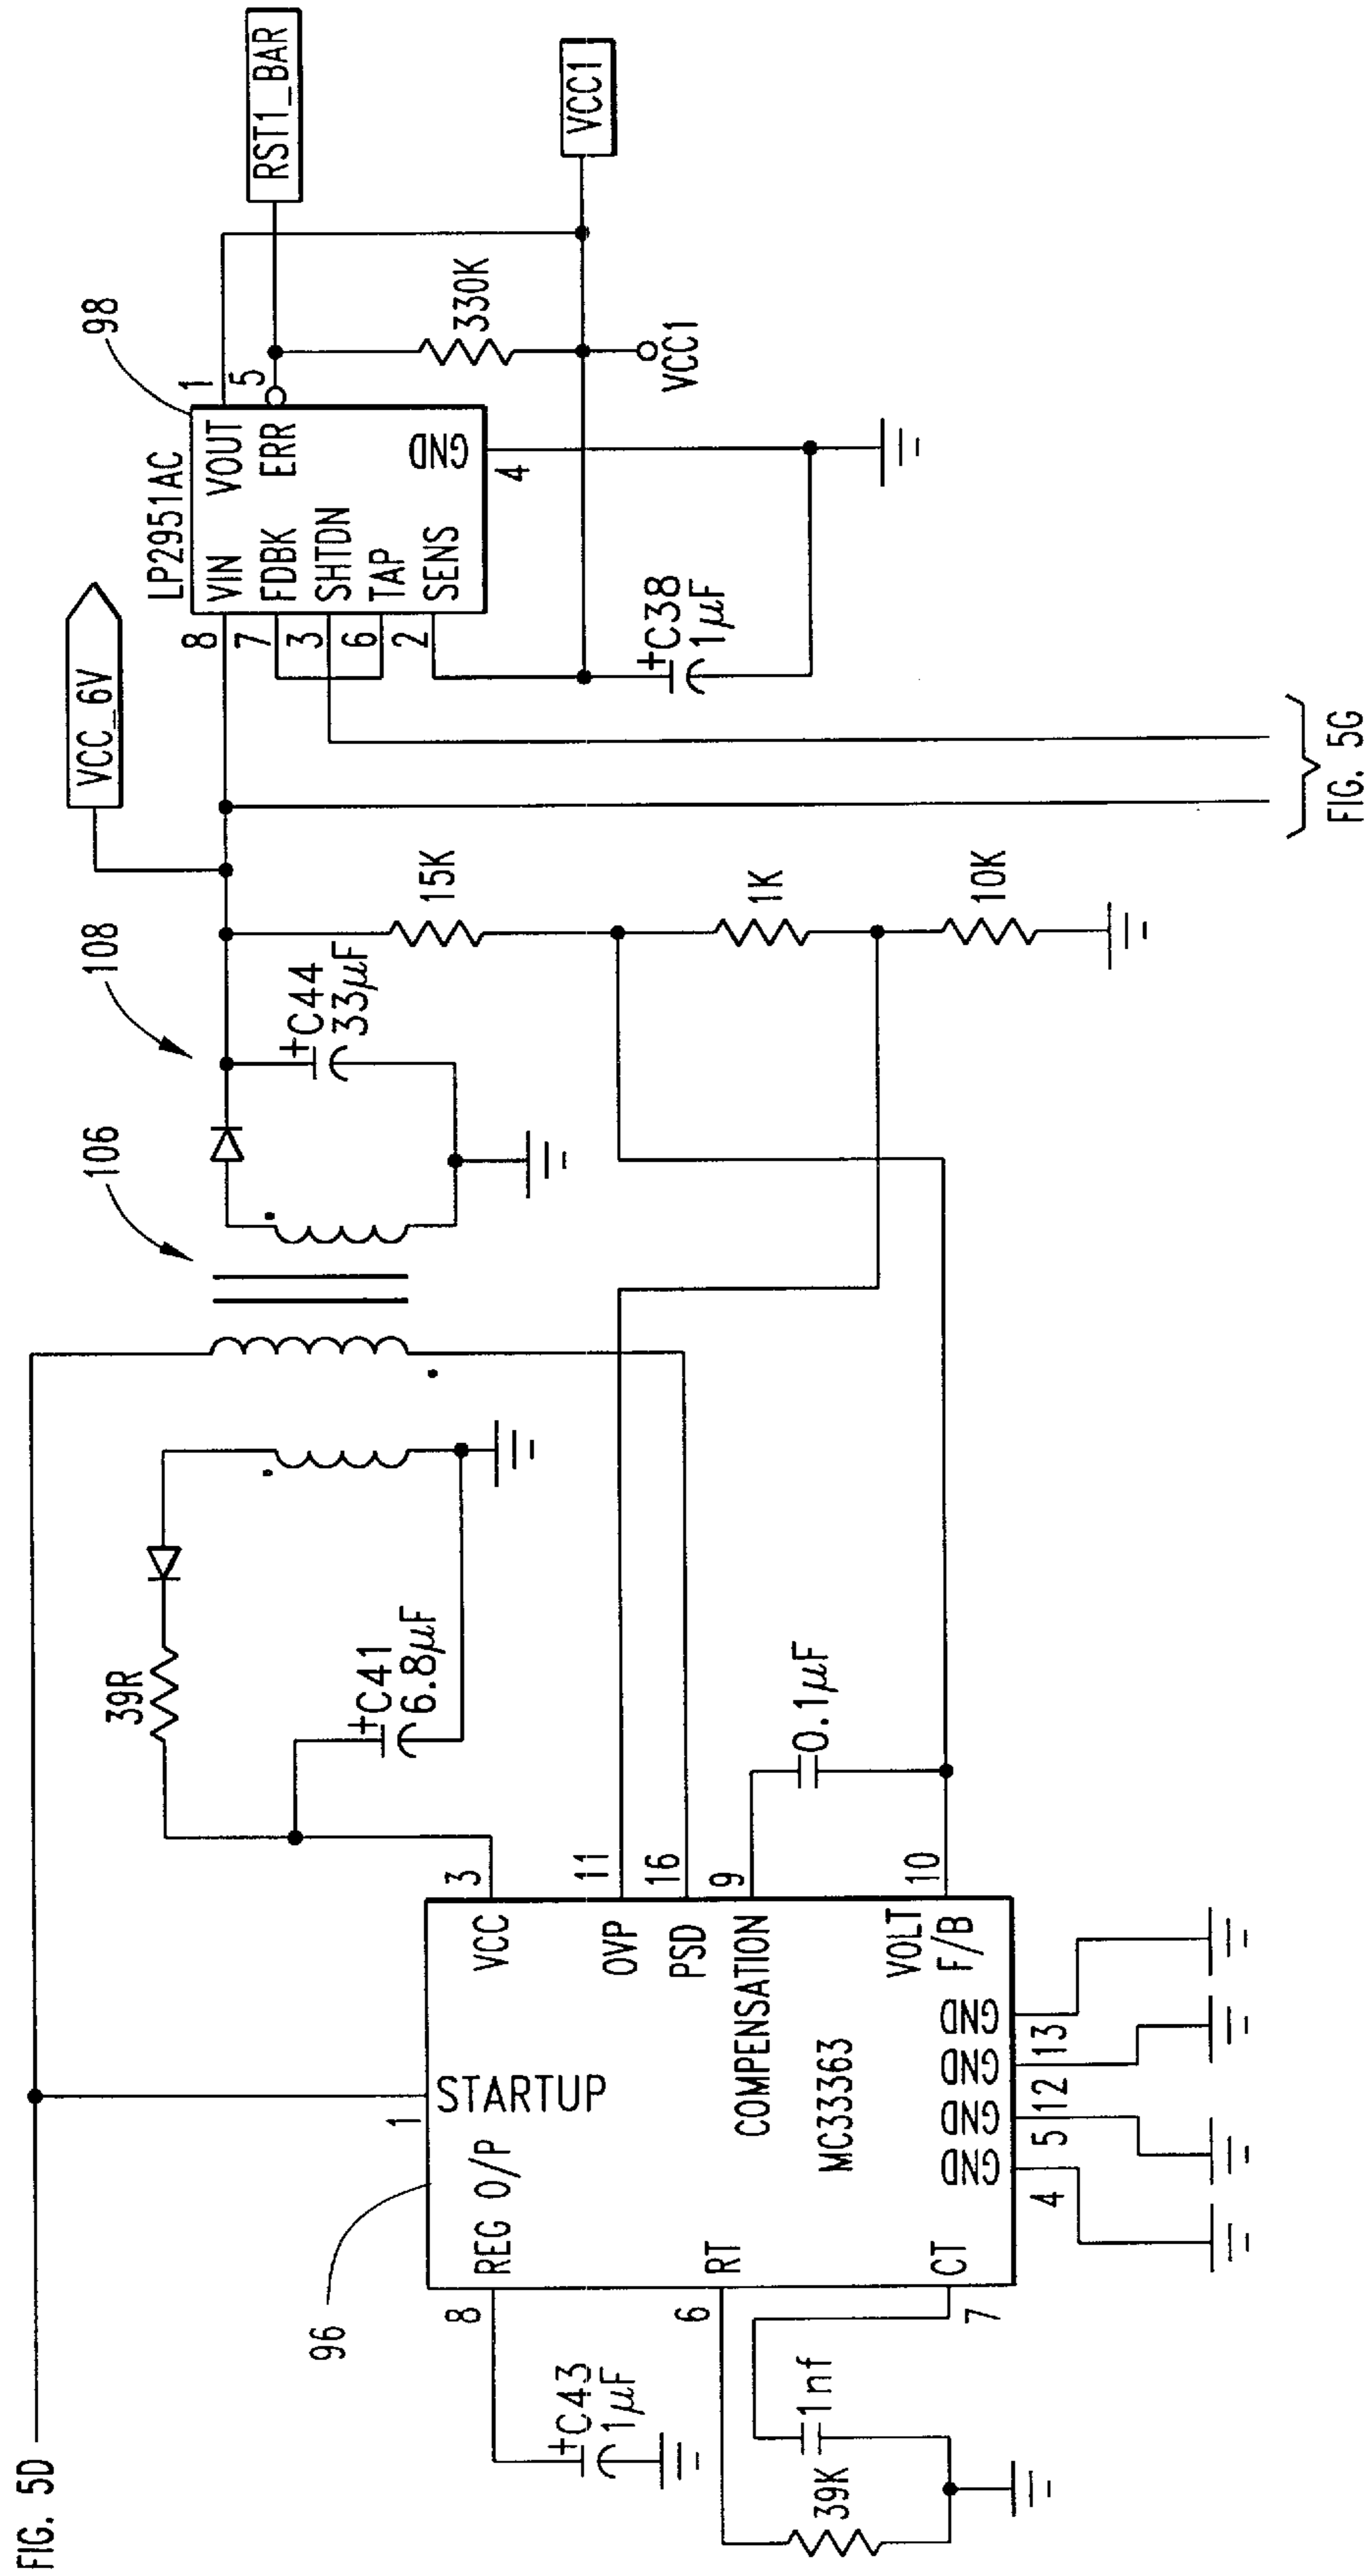 FIG. 5D
96
1
STARTUP
REG O/P
8
+C43
1μF
VCC
3
39R
+C41
6.8μF
OVP
11
PSD
16
COMPENSATION
9
0.1μF
MC33363
VOLT
F/B
10
RT
6
39K
1nf
CT
7
GND
4
GND
5
GND
12
GND
13
106
108
+C44
33μF
VCC_6V
15K
1K
10K
LP2951AC
98
VIN
8
FDBK
7
SHTDN
3
TAP
6
SENS
2
VOUT
1
ERR
5
GND
4
RST1_BAR
330K
VCC1
VCC1
+C38
1μF
FIG. 5G